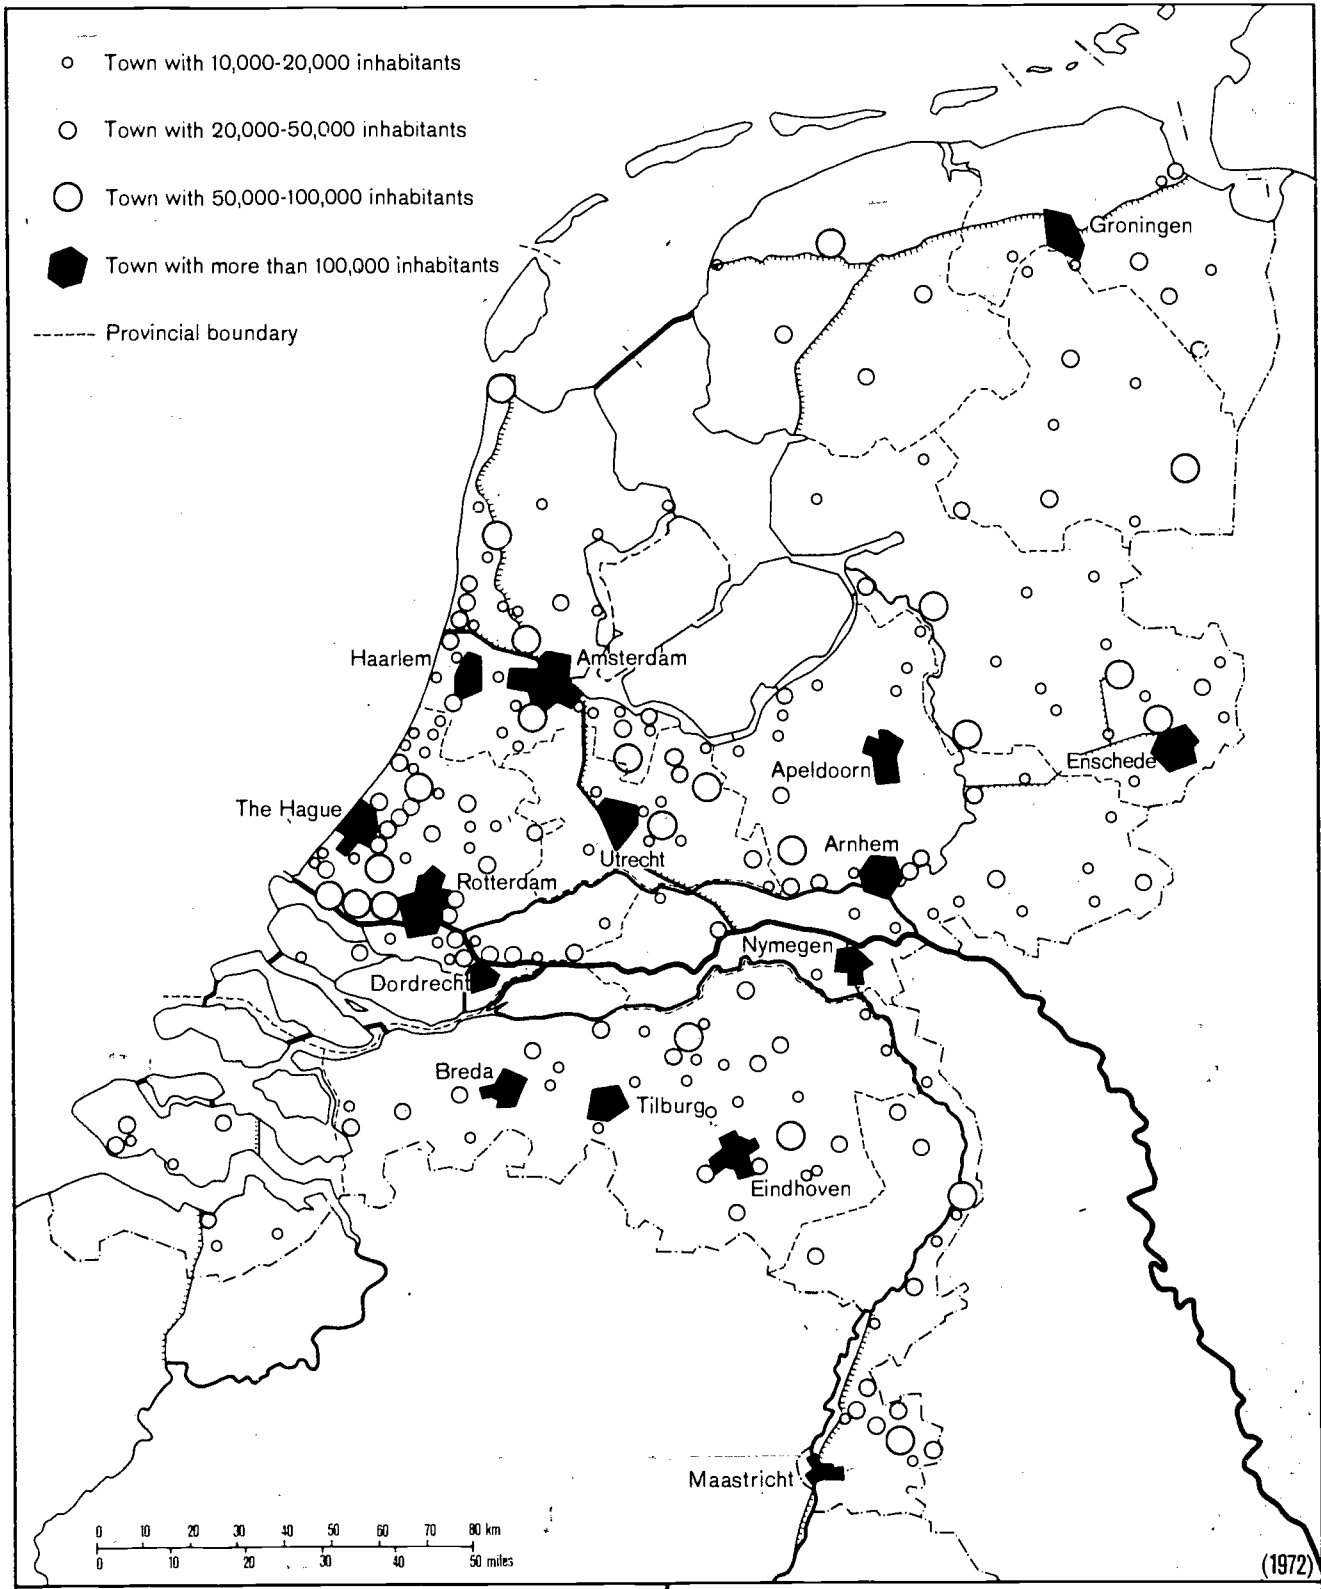 Town with 10,000-20,000 inhabitants
Town with 20,000-50,000 inhabitants
Town with 50,000-100,000 inhabitants
Town with more than 100,000 inhabitants
Provincial boundary
Groningen
Haarlem
Amsterdam
Enschede
Apeldoorn
The Hague
Arnhem
Utrecht
Rotterdam
Nymegen
Dordrecht
Breda
Tilburg
Eindhoven
Maastricht
0 10 20 30 40 50 60 70 80 km
0 10 20 30 40 50 miles
(1972)